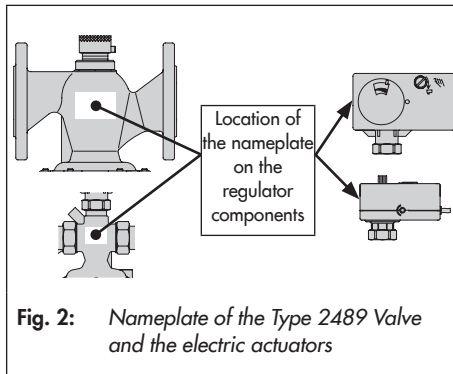 Location of
the nameplate
on the
regulator
components
Fig. 2: Nameplate of the Type 2489 Valve
and the electric actuators